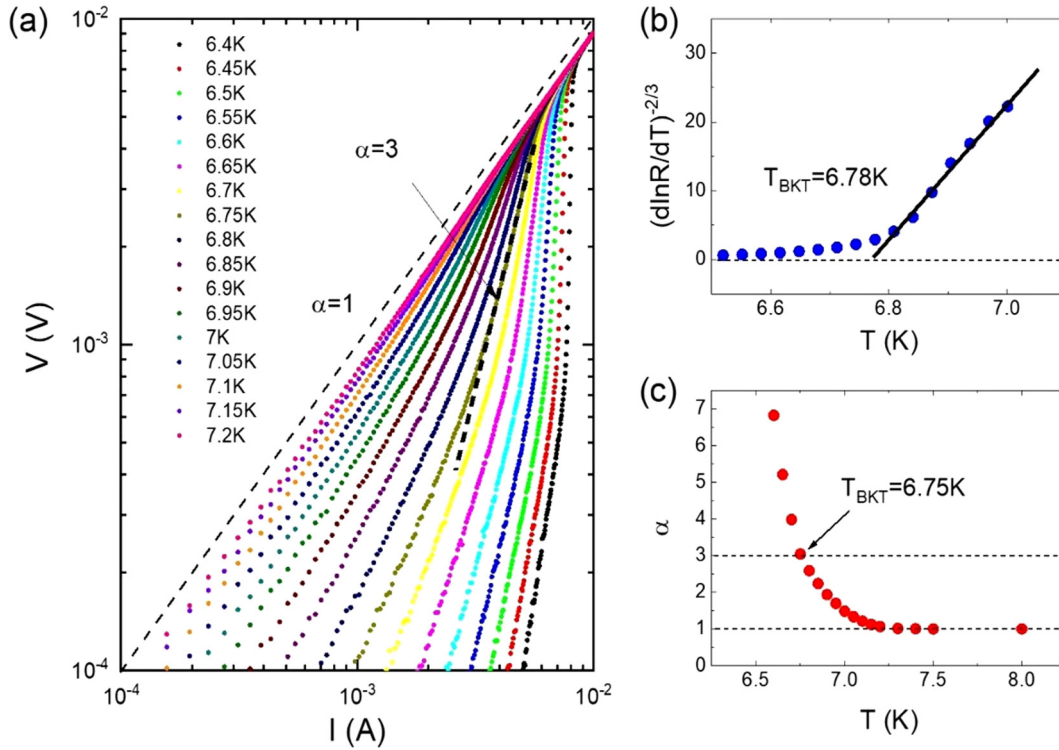 (a)
10⁻²
10⁻³
10⁻⁴
V (V)
6.4K
6.45K
6.5K
6.55K
6.6K
6.65K
6.7K
6.75K
6.8K
6.85K
6.9K
6.95K
7K
7.05K
7.1K
7.15K
7.2K
α=3
α=1
10⁻⁴ 10⁻³ 10⁻²
I (A)
(b)
30
20
10
0
(dlnR/dT)⁻²/³
T_BKT=6.78K
6.6 6.8 7.0
T (K)
(c)
7
6
5
4
3
2
1
0
α
T_BKT=6.75K
6.5 7.0 7.5 8.0
T (K)